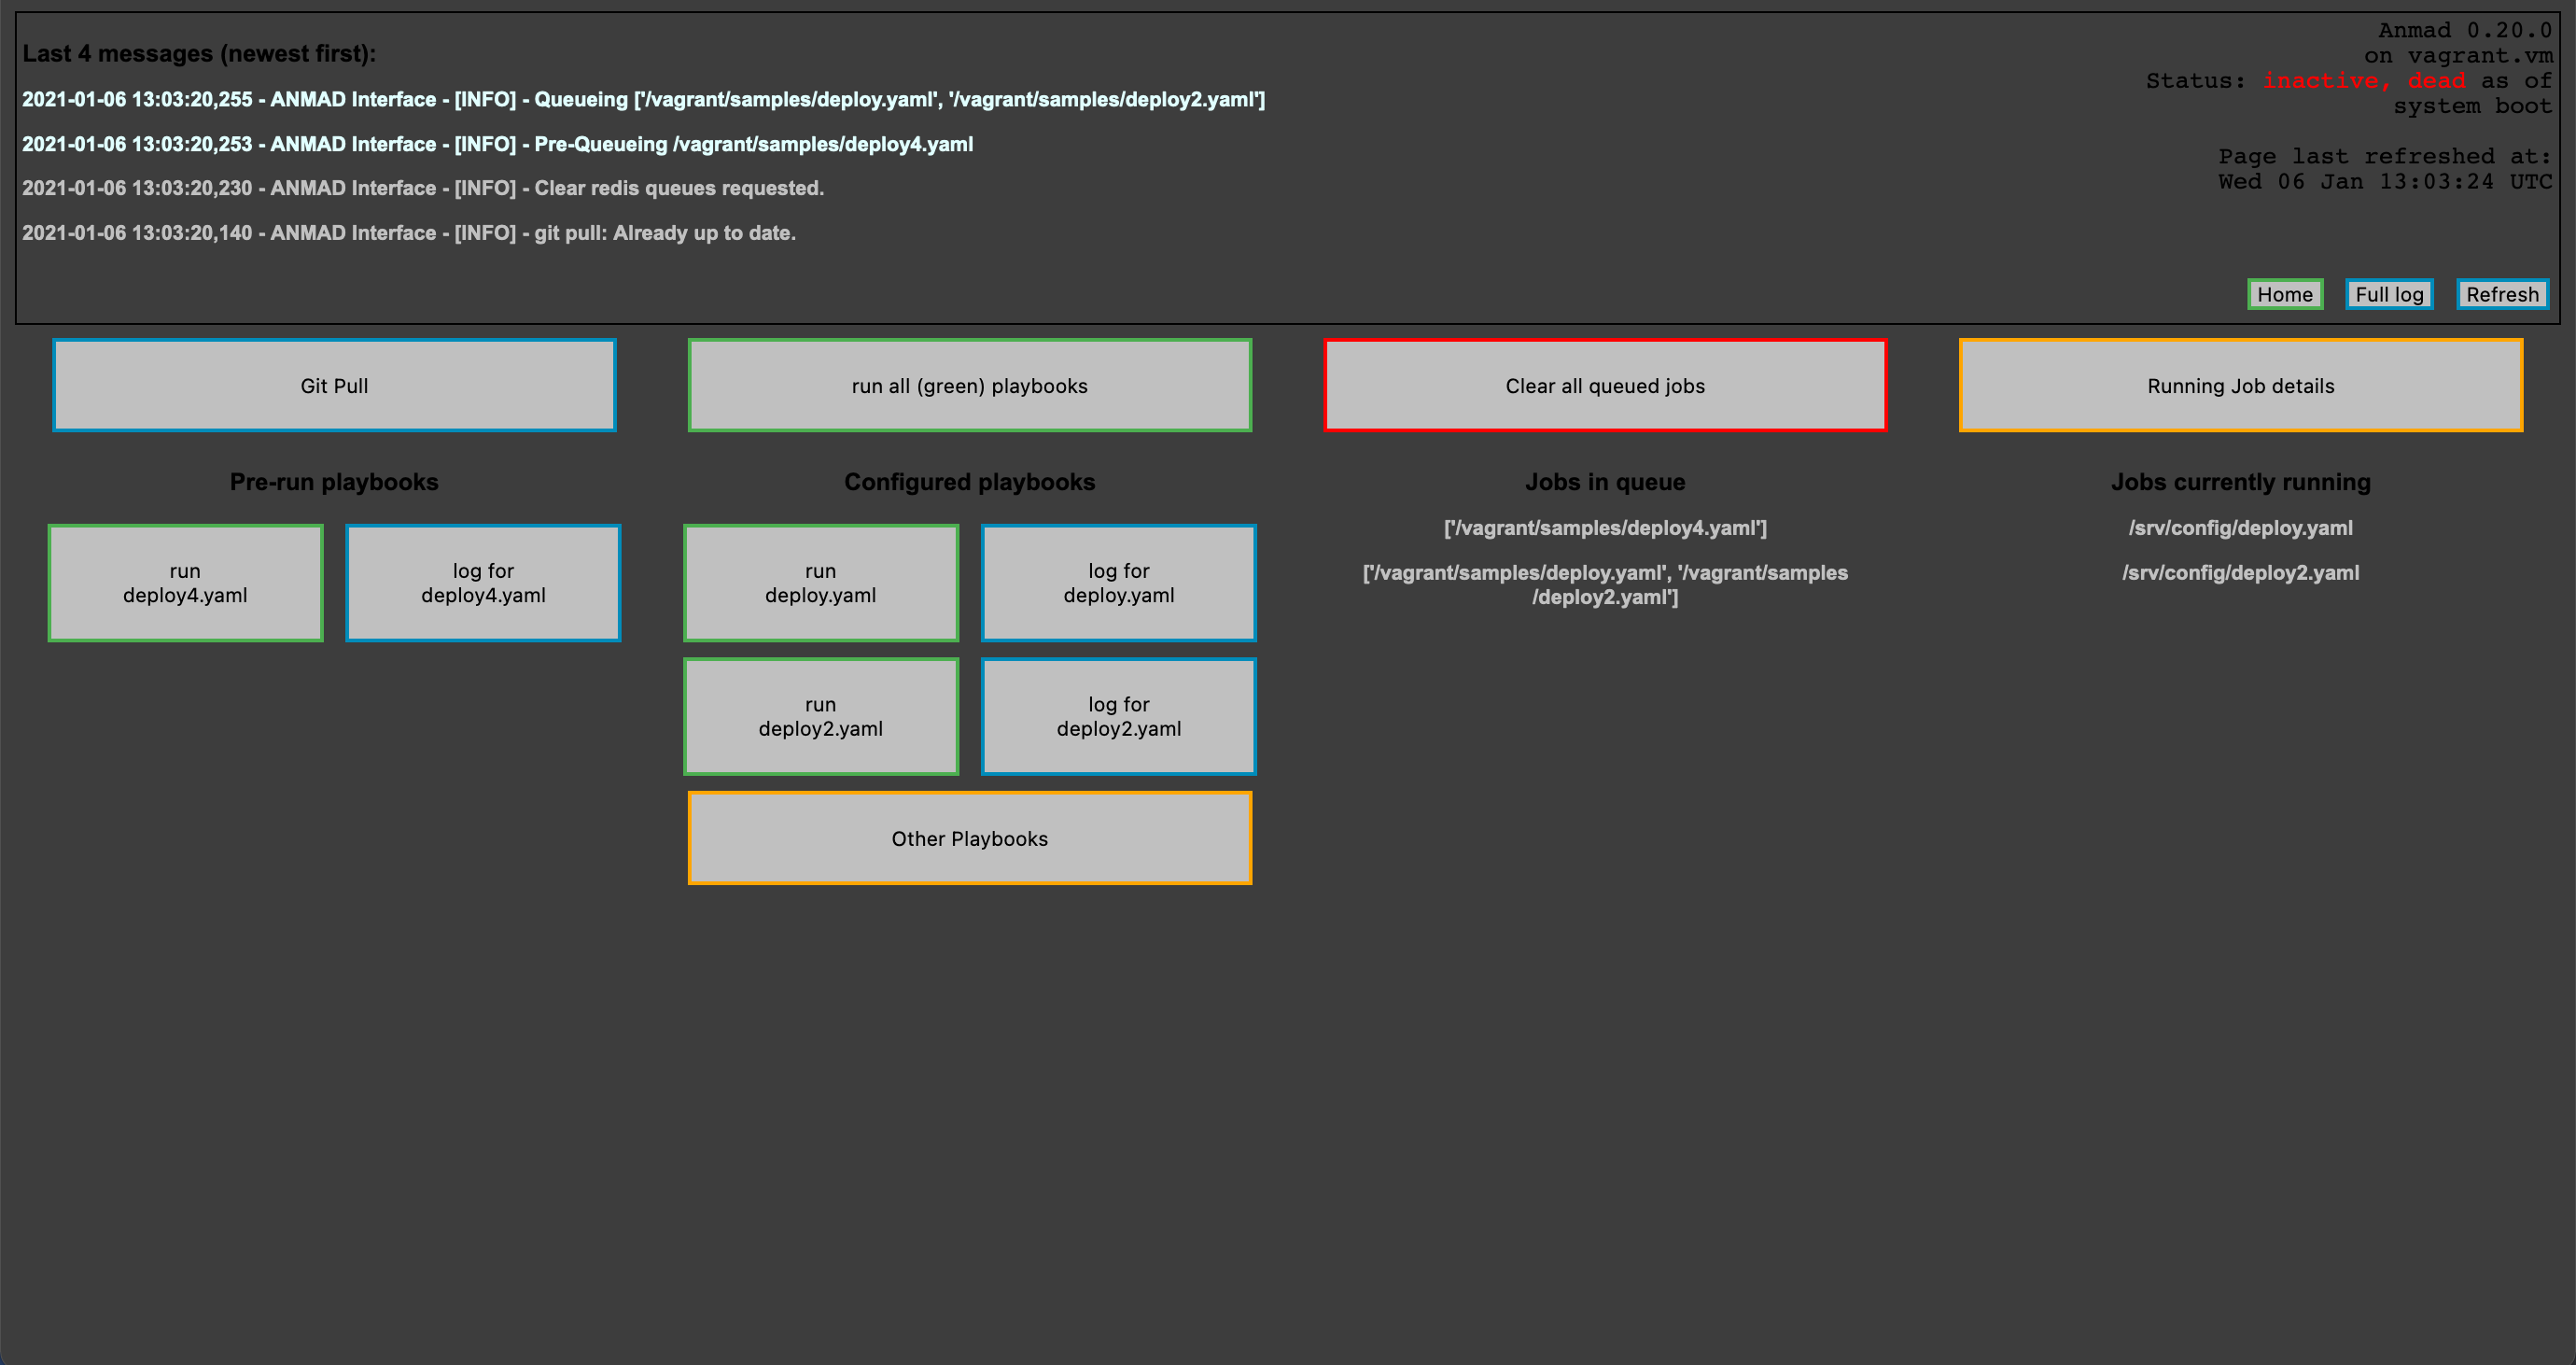 Last 4 messages (newest first):
2021-01-06 13:03:20,255 - ANMAD Interface - [INFO] - Queueing ['/vagrant/samples/deploy.yaml', '/vagrant/samples/deploy2.yaml']
2021-01-06 13:03:20,253 - ANMAD Interface - [INFO] - Pre-Queueing /vagrant/samples/deploy4.yaml
2021-01-06 13:03:20,230 - ANMAD Interface - [INFO] - Clear redis queues requested.
2021-01-06 13:03:20,140 - ANMAD Interface - [INFO] - git pull: Already up to date.
Anmad 0.20.0
on vagrant.vm
Status: inactive, dead as of
system boot
Page last refreshed at:
Wed 06 Jan 13:03:24 UTC
Home
Full log
Refresh
Git Pull
run all (green) playbooks
Clear all queued jobs
Running Job details
Pre-run playbooks
run
deploy4.yaml
log for
deploy4.yaml
Configured playbooks
run
deploy.yaml
log for
deploy.yaml
run
deploy2.yaml
log for
deploy2.yaml
Other Playbooks
Jobs in queue
['/vagrant/samples/deploy4.yaml']
['/vagrant/samples/deploy.yaml', '/vagrant/samples
/deploy2.yaml']
Jobs currently running
/srv/config/deploy.yaml
/srv/config/deploy2.yaml